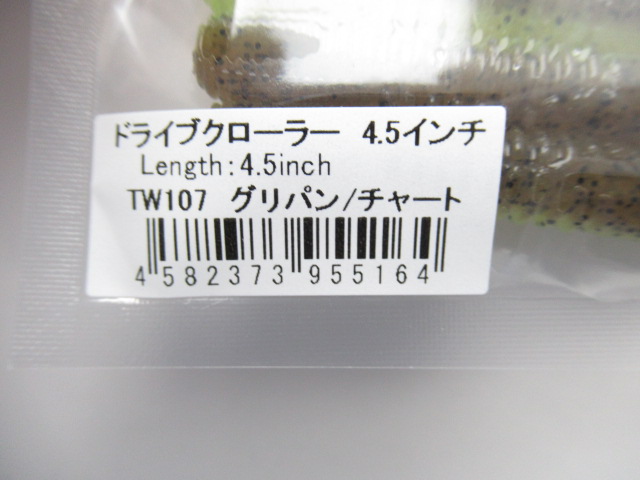 ドライブクローラー 4.5インチ
Length:4.5inch
TW107 グリパン/チャート
4 582373 955164